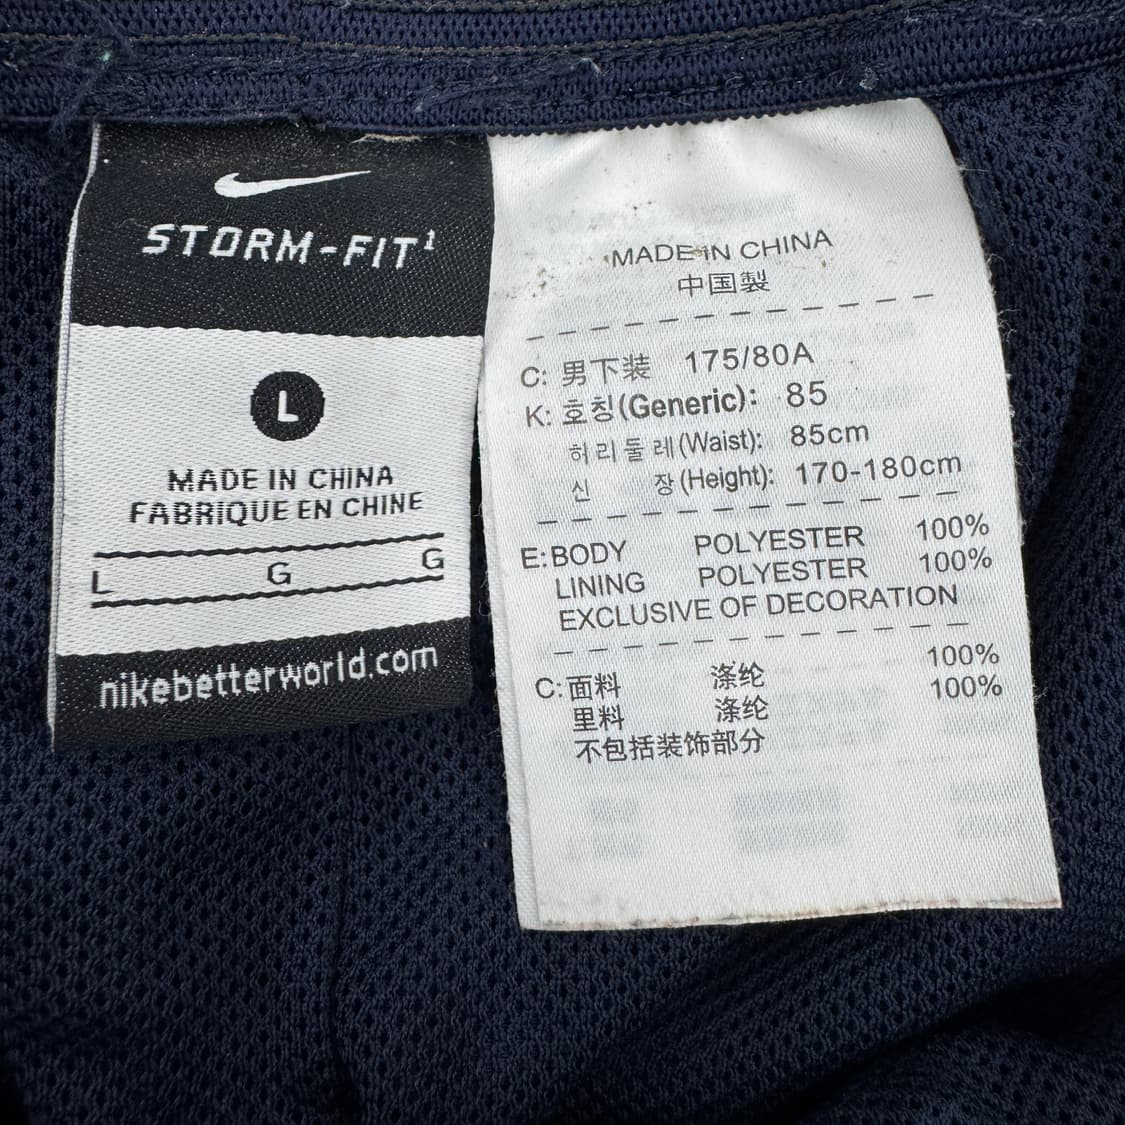 STORM-FIT¹
L
MADE IN CHINA
FABRIQUE EN CHINE
L G G
nikebetterworld.com
MADE IN CHINA
中国製
C: 男下装 175/80A
K: 호칭(Generic): 85
허리둘레(Waist): 85cm
신 장(Height): 170-180cm
E: BODY POLYESTER 100%
LINING POLYESTER 100%
EXCLUSIVE OF DECORATION
C: 面料 涤纶 100%
里料 涤纶 100%
不包括装饰部分